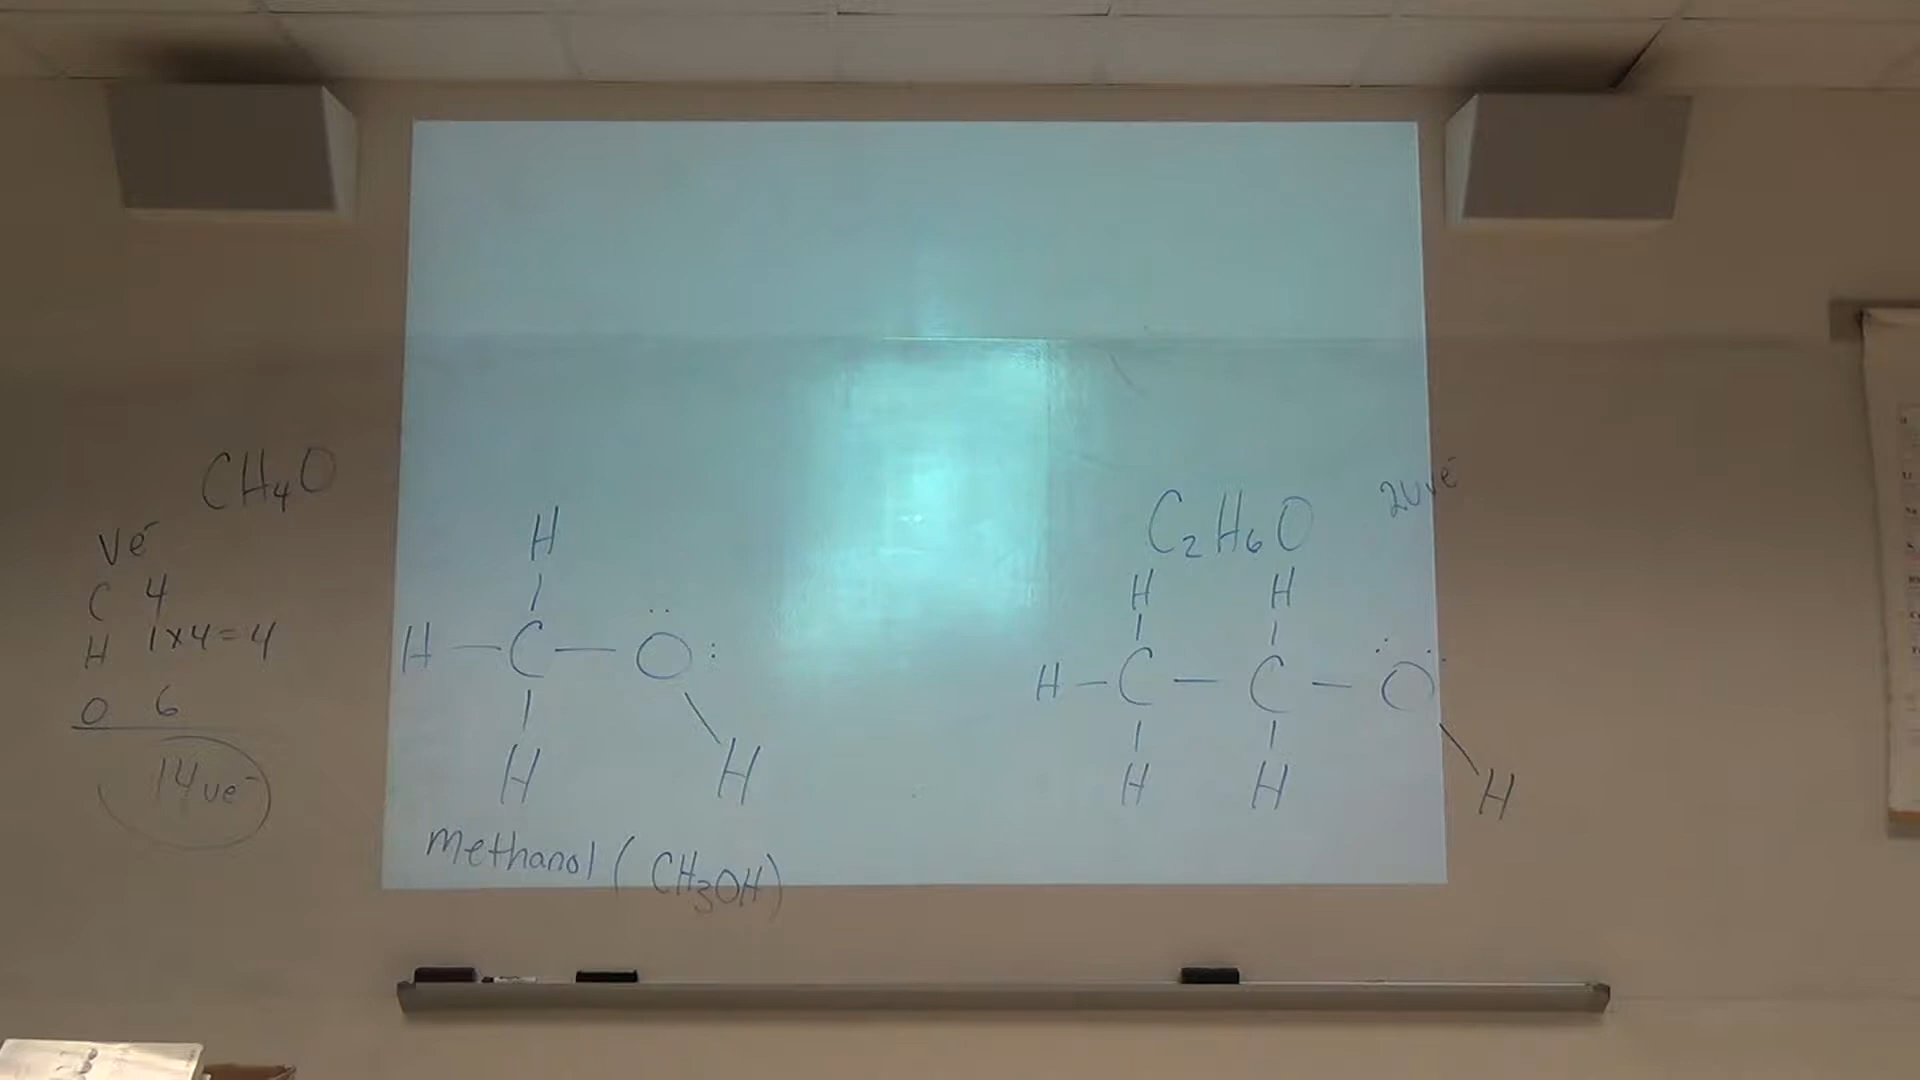 CH₄O
ve⁻
C 4
H 1x4=4
O 6
14ve⁻
H
H – C – O
H H
methanol (CH₃OH)
C₂H₆O 20ve⁻
H H
H – C – C – O
H H H